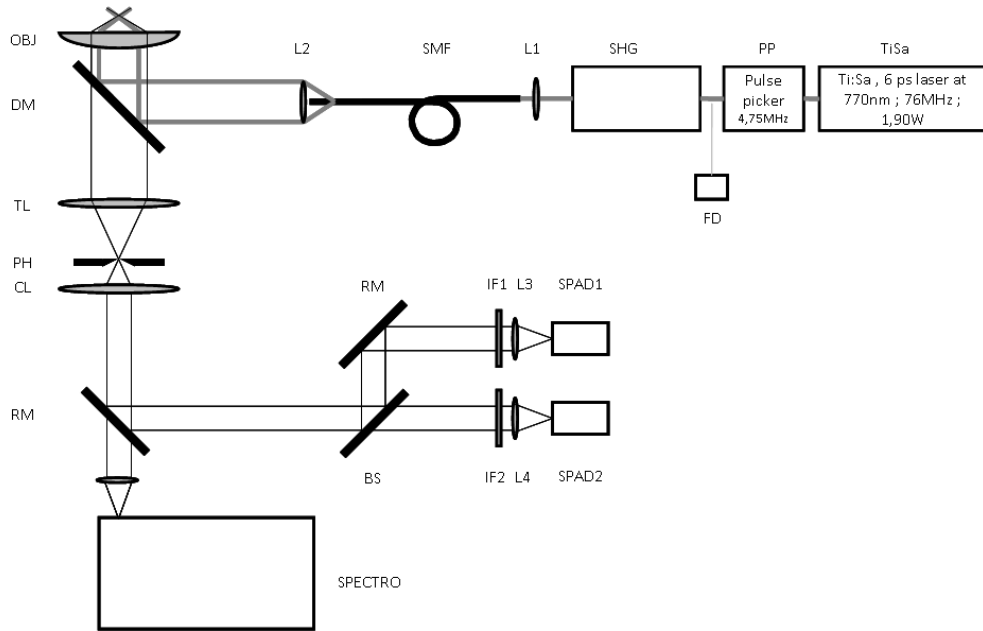 OBJ
L2
SMF
L1
SHG
PP
TiSa
DM
Pulse
picker
4,75MHz
Ti:Sa , 6 ps laser at
770nm ; 76MHz ;
1,90W
TL
FD
PH
CL
RM
IF1
L3
SPAD1
RM
BS
IF2
L4
SPAD2
SPECTRO